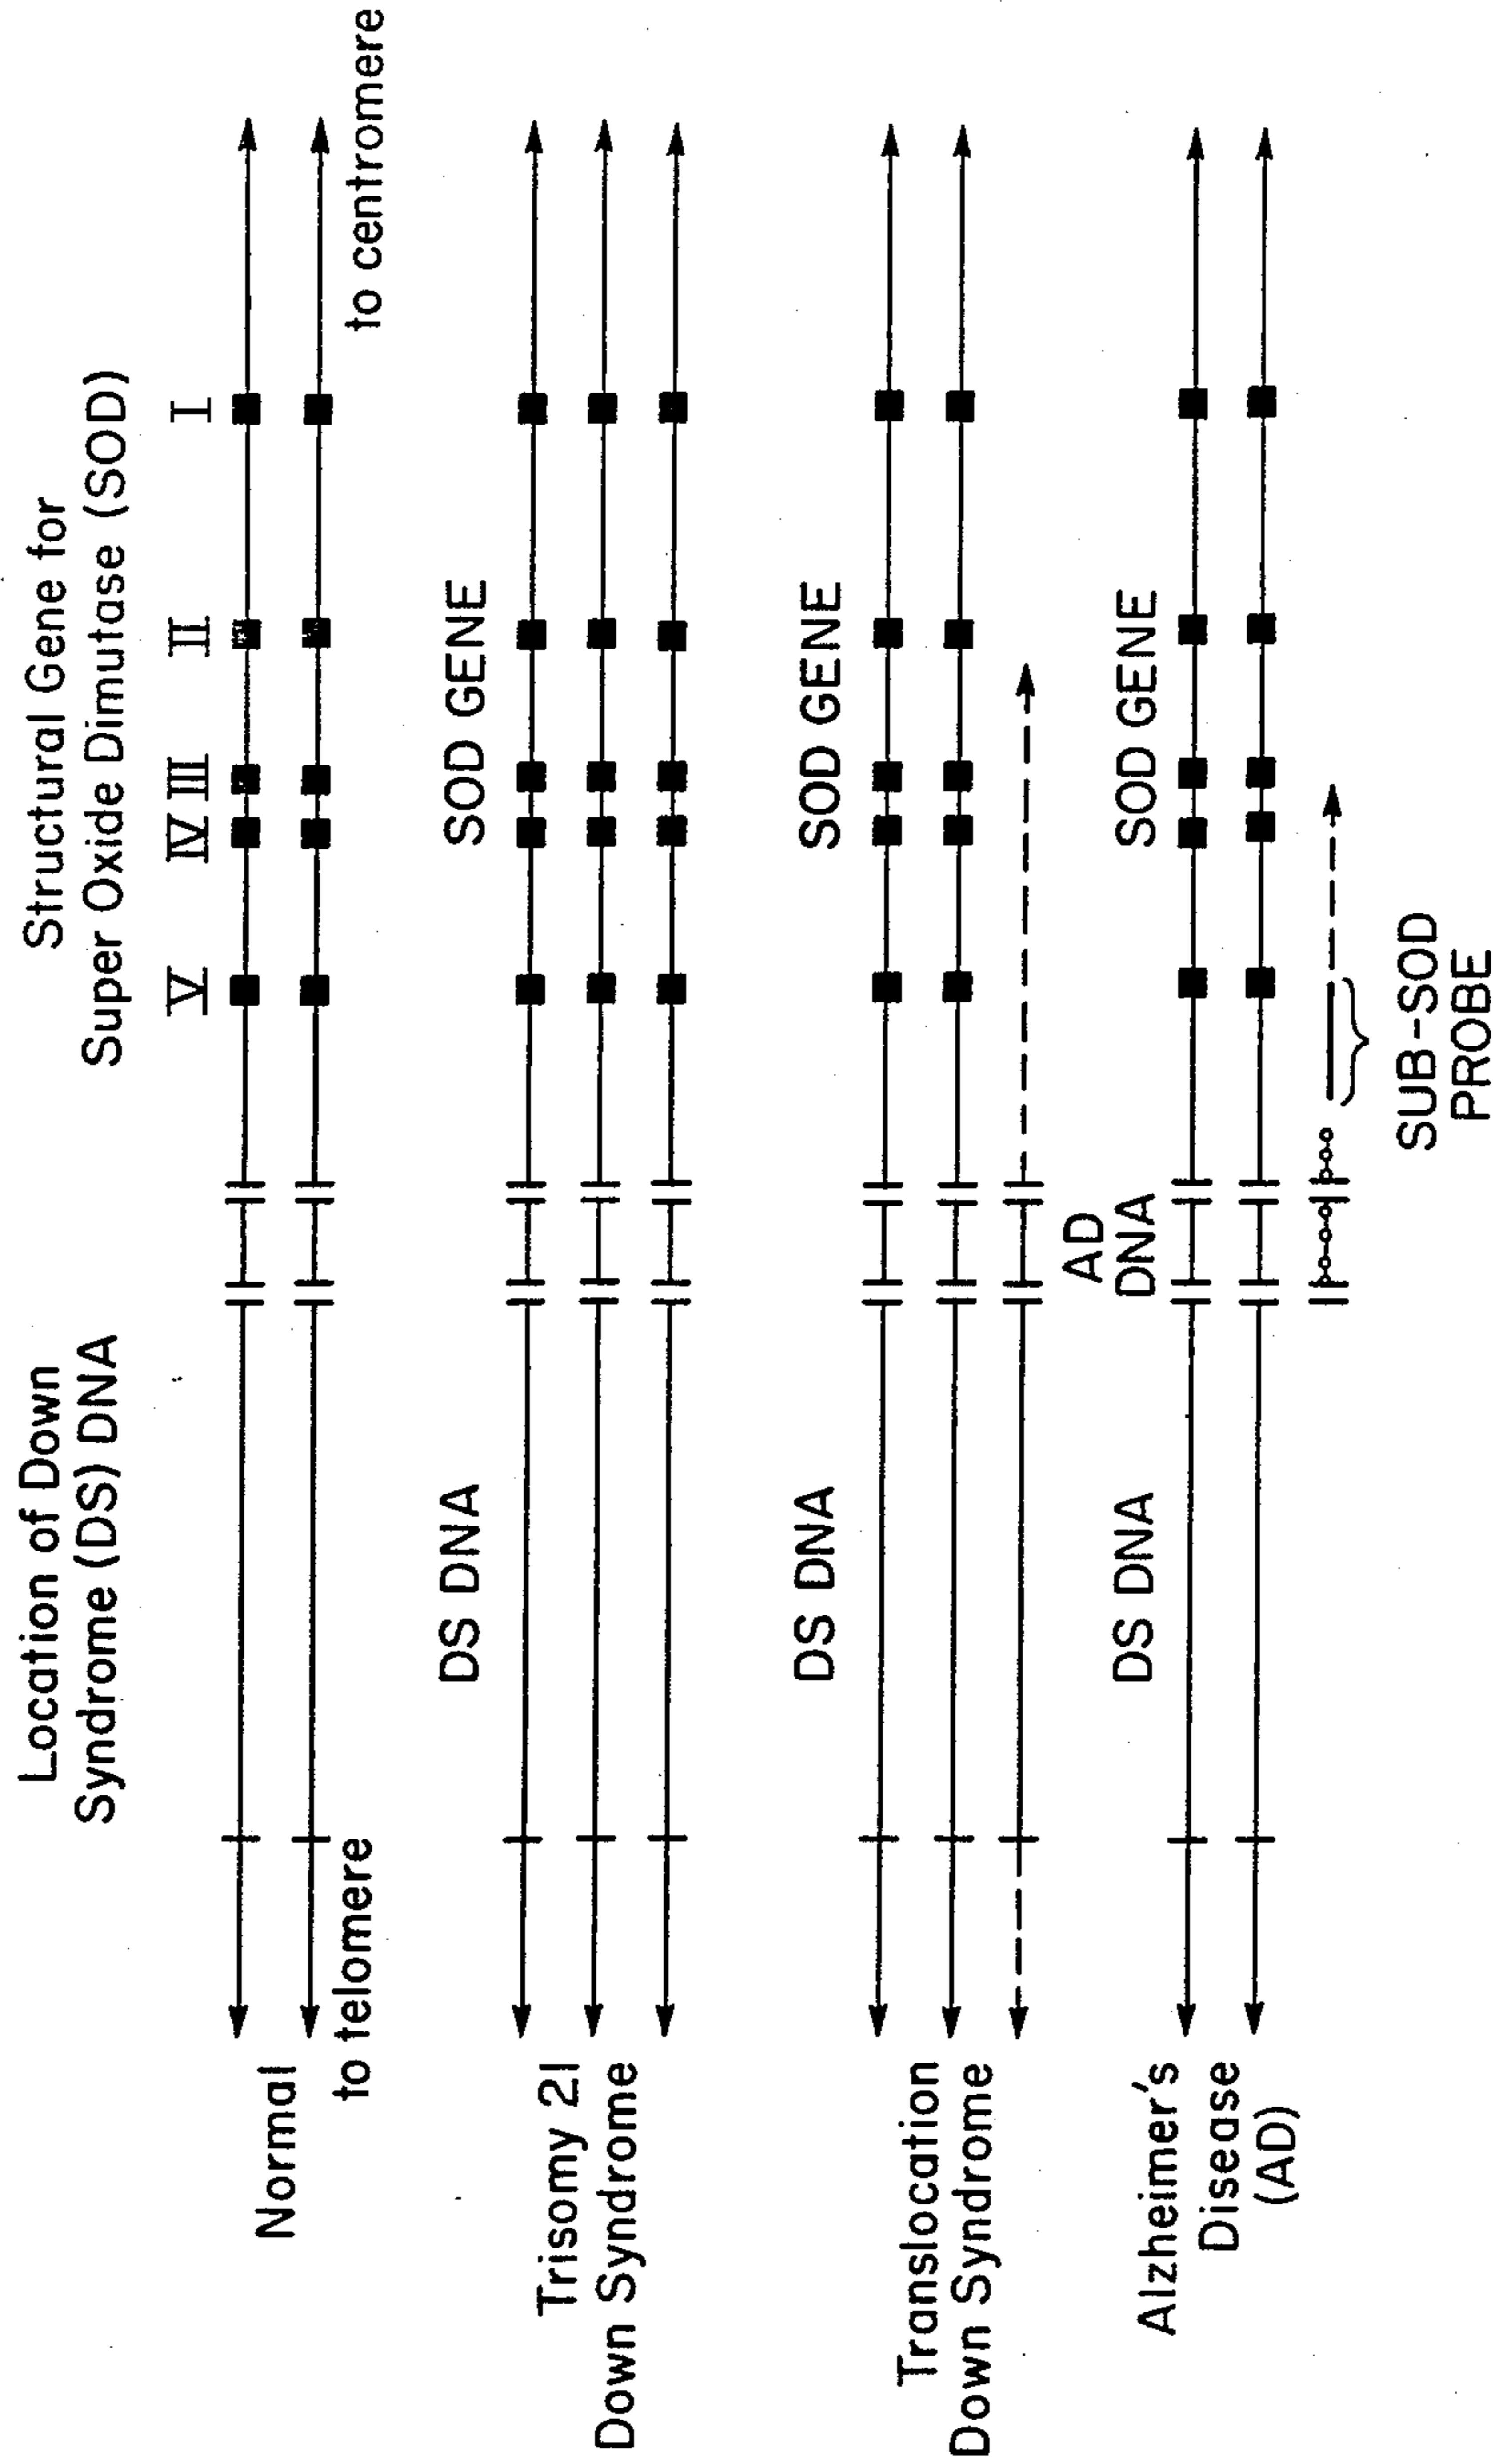 Location of Down
Syndrome (DS) DNA
Structural Gene for
Super Oxide Dimutase (SOD)
V IV III II I
Normal
to telomere
to centromere
DS DNA
SOD GENE
Trisomy 21
Down Syndrome
DS DNA
SOD GENE
Translocation
Down Syndrome
AD
DNA
DS DNA
SOD GENE
Alzheimer's
Disease
(AD)
SUB-SOD
PROBE